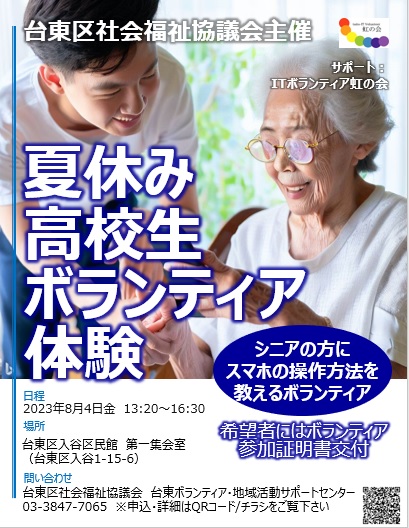 台東区社会福祉協議会主催
虹の会
サポート：
ITボランティア虹の会
夏休み
高校生
ボランティア
体験
シニアの方に
スマホの操作方法を
教えるボランティア
希望者にはボランティア
参加証明書交付
日程
2023年8月4日金 13:20～16:30
場所
台東区入谷区民館 第一集会室
（台東区入谷1-15-6）
問い合わせ
台東区社会福祉協議会 台東ボランティア・地域活動サポートセンター
03-3847-7065 ※申込・詳細はQRコード/チラシをご覧下さい